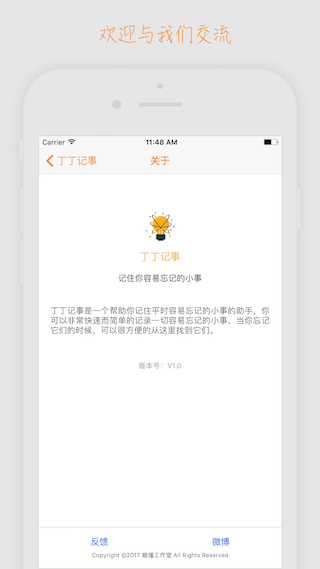 欢迎与我们交流
Carrier 11:48 AM
丁丁记事 关于
丁丁记事
记住你容易忘记的小事
丁丁记事是一个帮助你记住平时容易忘记的小事的助手，你
可以非常快速而简单的记录一切容易忘记的小事，当你忘记
它们的时候，可以很方便的从这里找到它们。
版本号：V1.0
反馈 微博
Copyright ©2017 萌懂工作室 All Rights Reserved